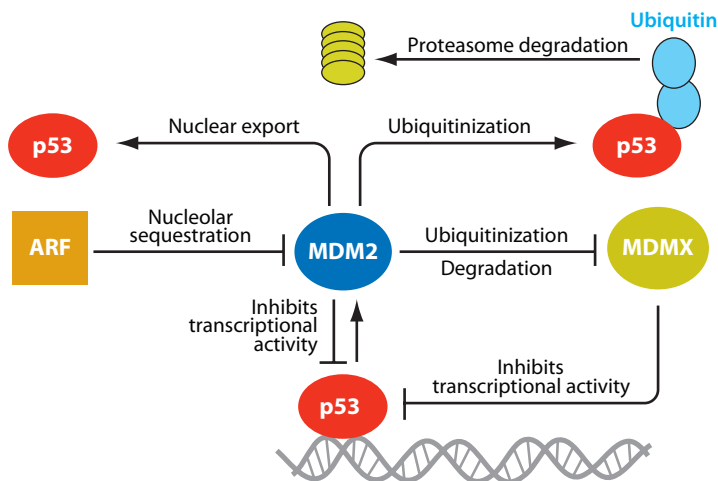 Ubiquitin
Proteasome degradation
Nuclear export
Ubiquitinization
p53
p53
Nucleolar
sequestration
ARF
MDM2
Ubiquitinization
Degradation
MDMX
Inhibits
transcriptional
activity
Inhibits
transcriptional activity
p53